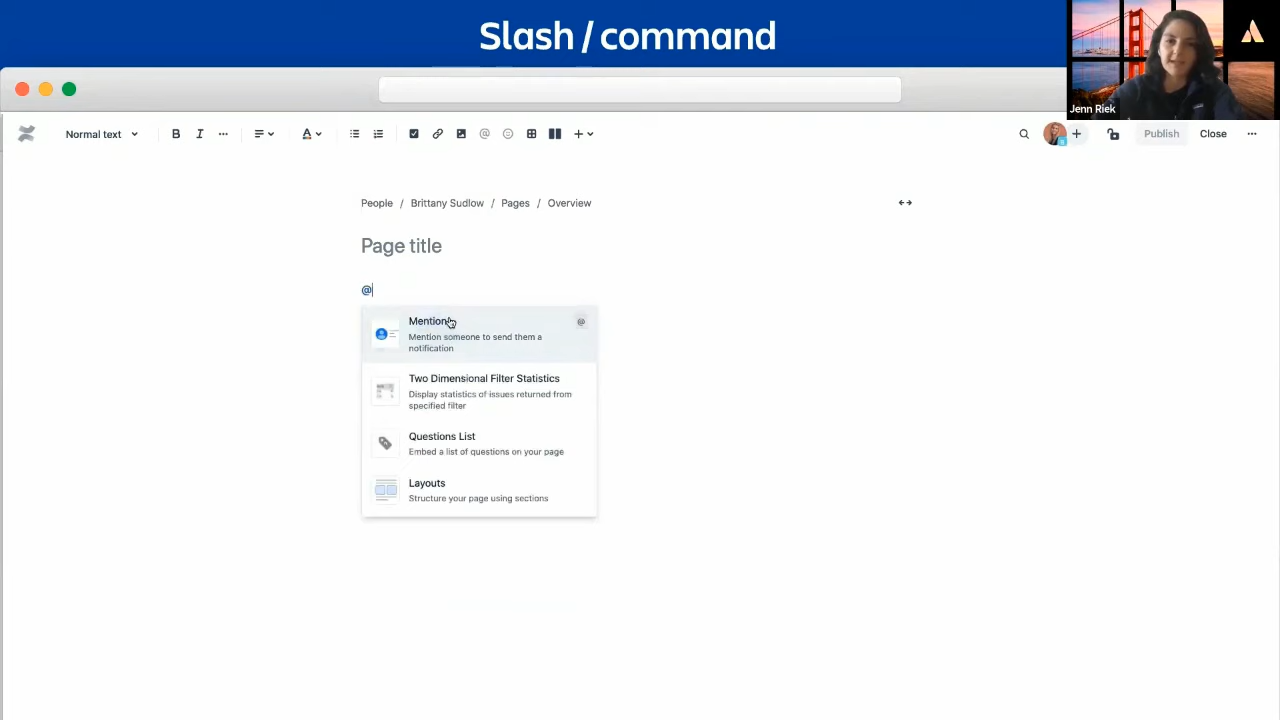 Slash / command
Jenn Riek
Normal text
B
I
A
@
Publish
Close
People / Brittany Sudlow / Pages / Overview
Page title
@
Mention
@
Mention someone to send them a
notification
Two Dimensional Filter Statistics
Display statistics of issues returned from
specified filter
Questions List
Embed a list of questions on your page
Layouts
Structure your page using sections